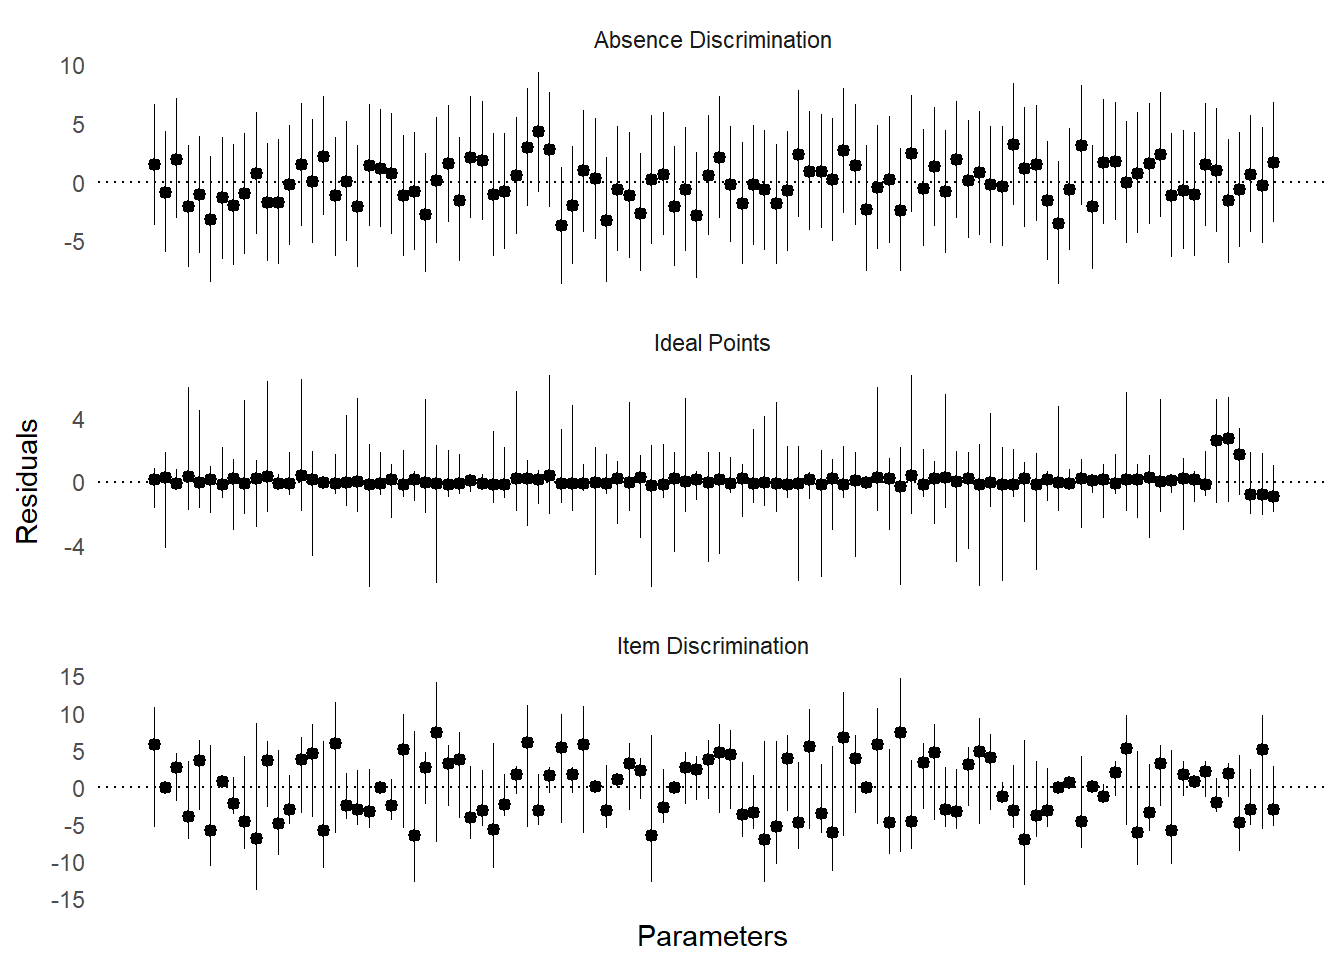 Absence Discrimination
10
5
0
-5
Ideal Points
4
0
-4
Residuals
Item Discrimination
15
10
5
0
-5
-10
-15
Parameters